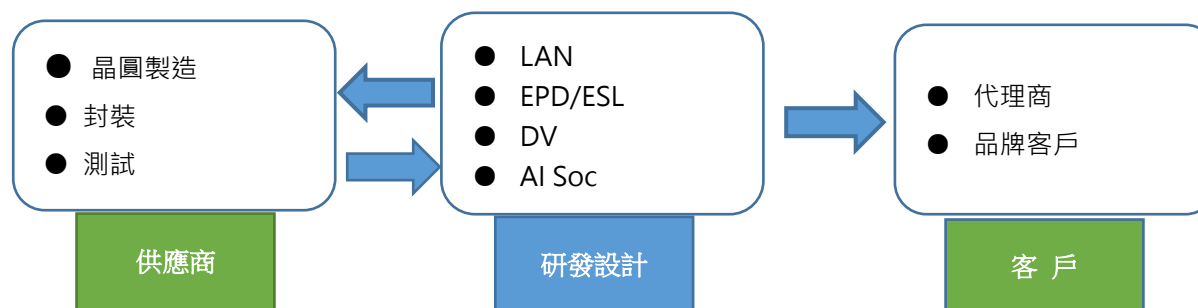 晶圓製造
封裝
測試
供應商
LAN
EPD/ESL
DV
AI Soc
研發設計
代理商
品牌客戶
客 戶